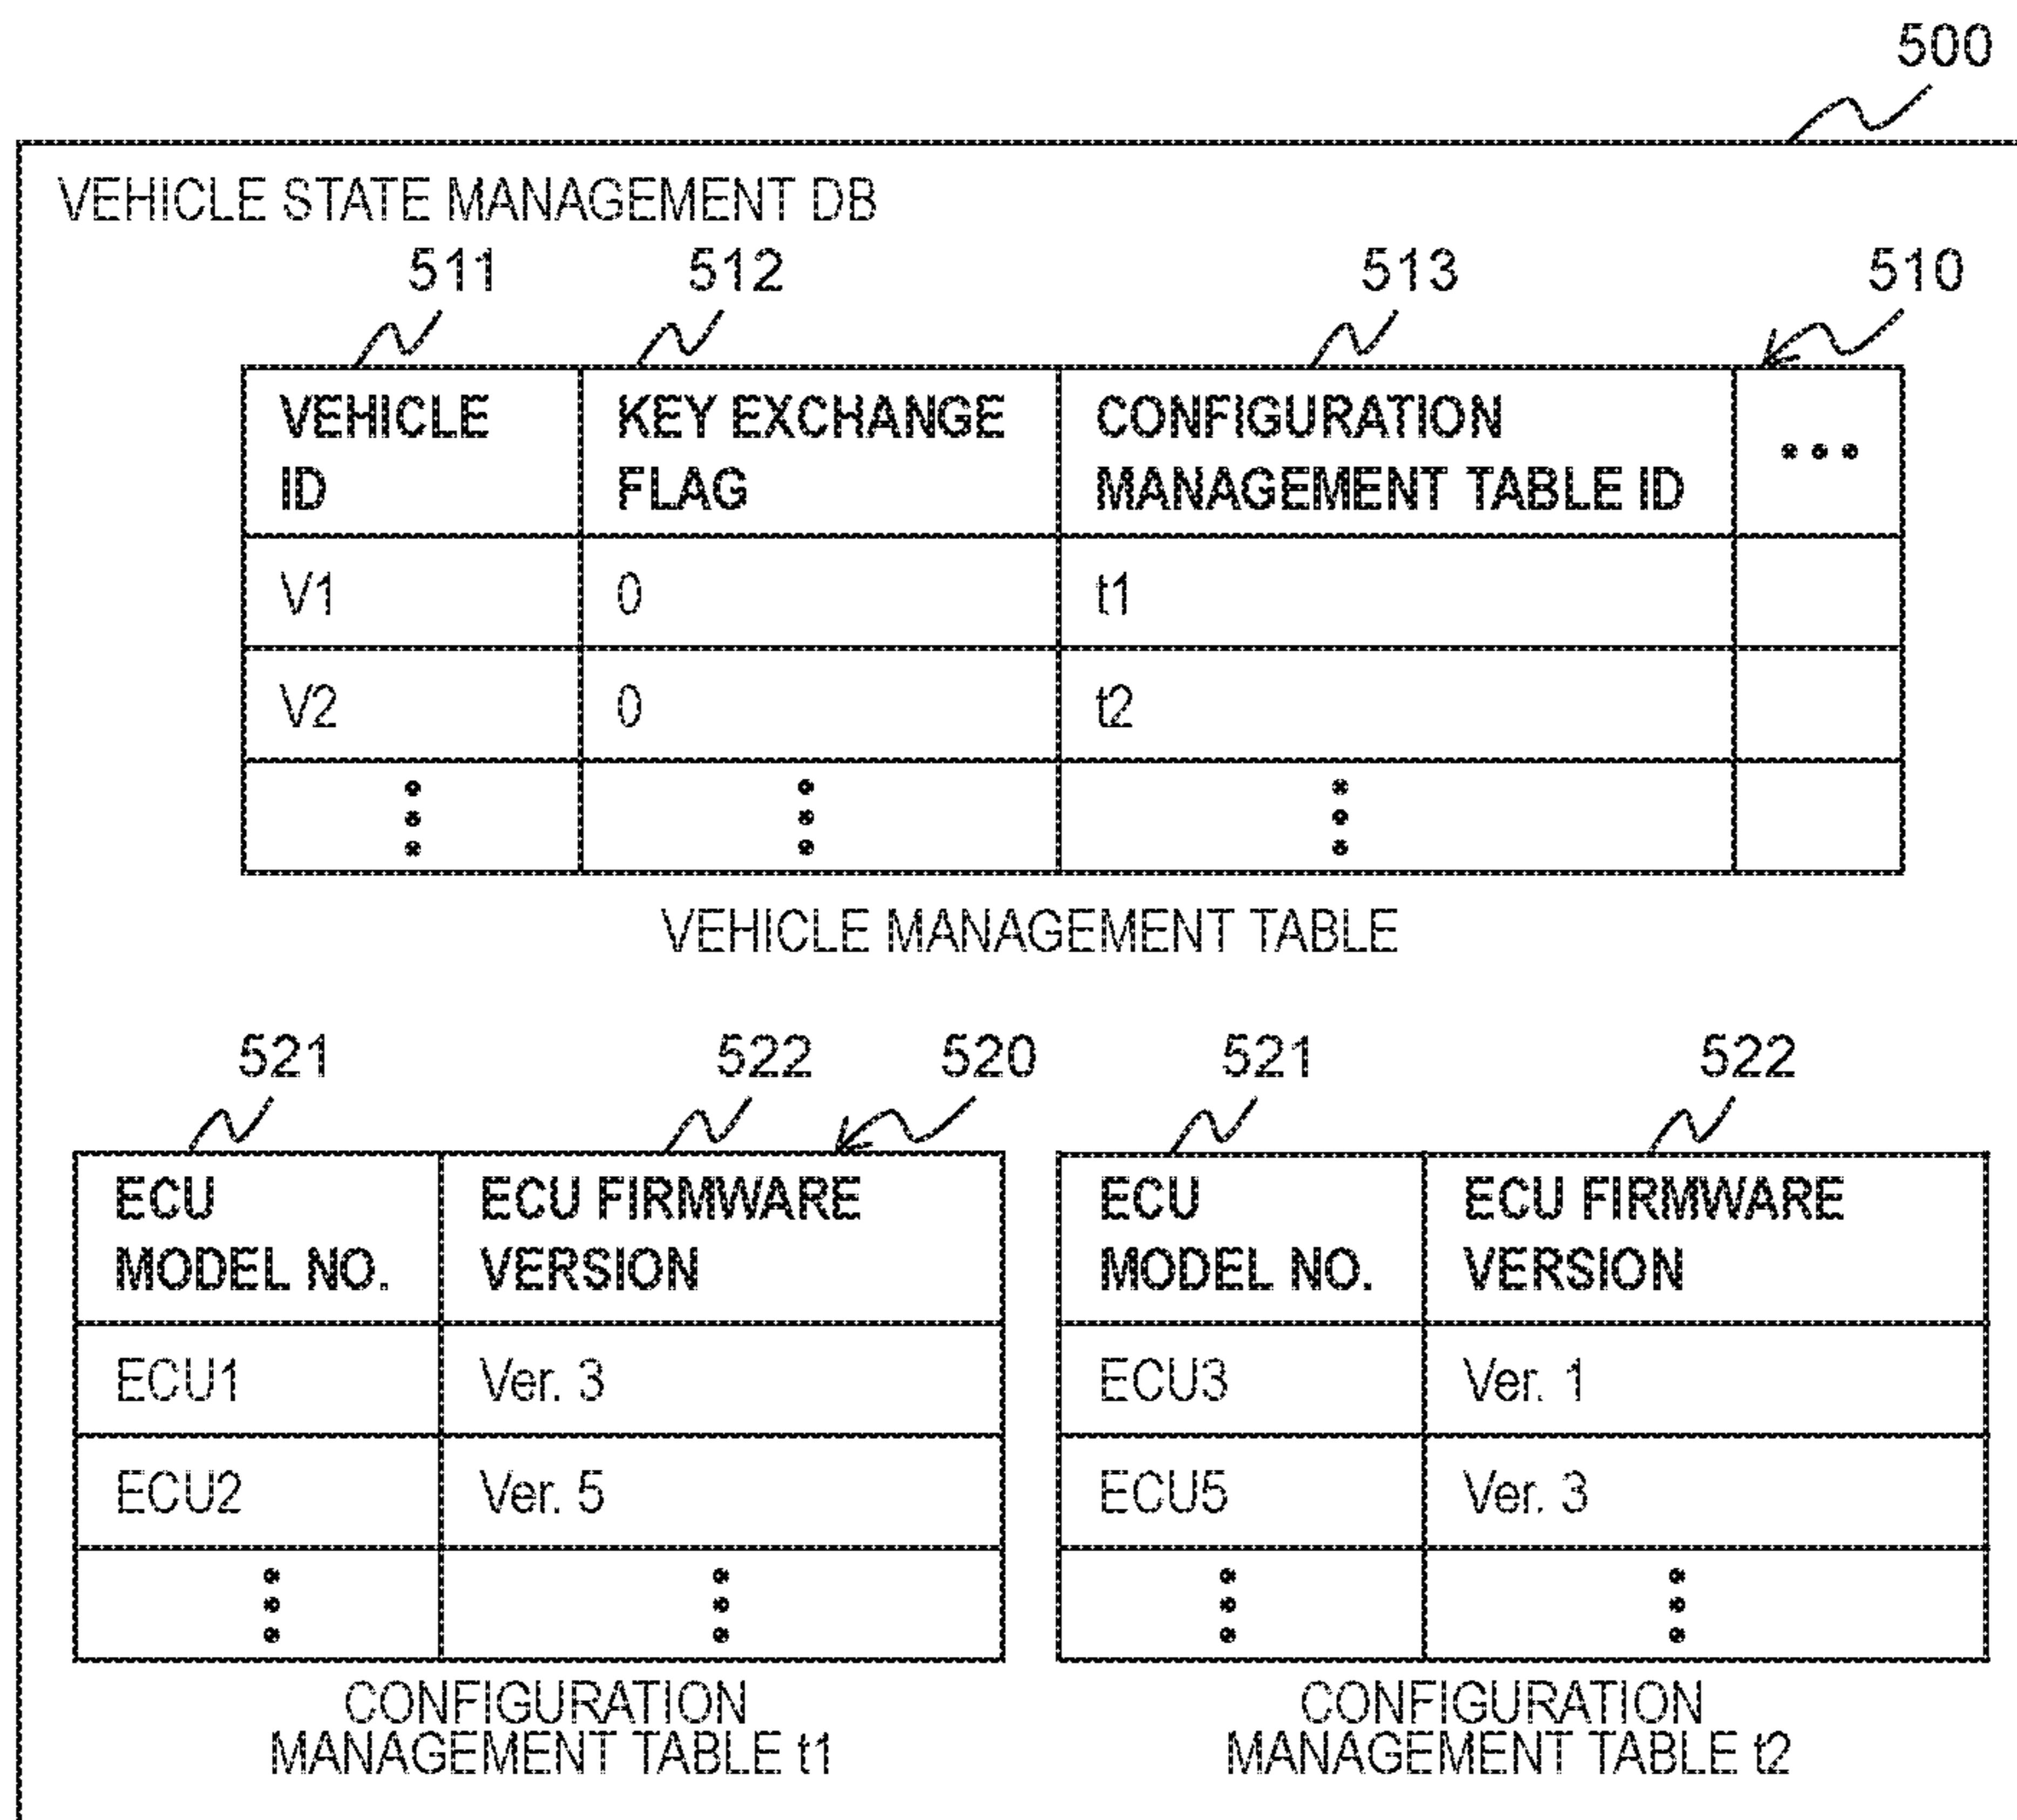 500
VEHICLE STATE MANAGEMENT DB
511 512 513 510
VEHICLE ID KEY EXCHANGE FLAG CONFIGURATION MANAGEMENT TABLE ID ...
V1 0 t1
V2 0 t2
VEHICLE MANAGEMENT TABLE
521 522 520 521 522
ECU MODEL NO. ECU FIRMWARE VERSION
ECU1 Ver. 3
ECU2 Ver. 5
CONFIGURATION
MANAGEMENT TABLE t1
ECU MODEL NO. ECU FIRMWARE VERSION
ECU3 Ver. 1
ECU5 Ver. 3
CONFIGURATION
MANAGEMENT TABLE t2